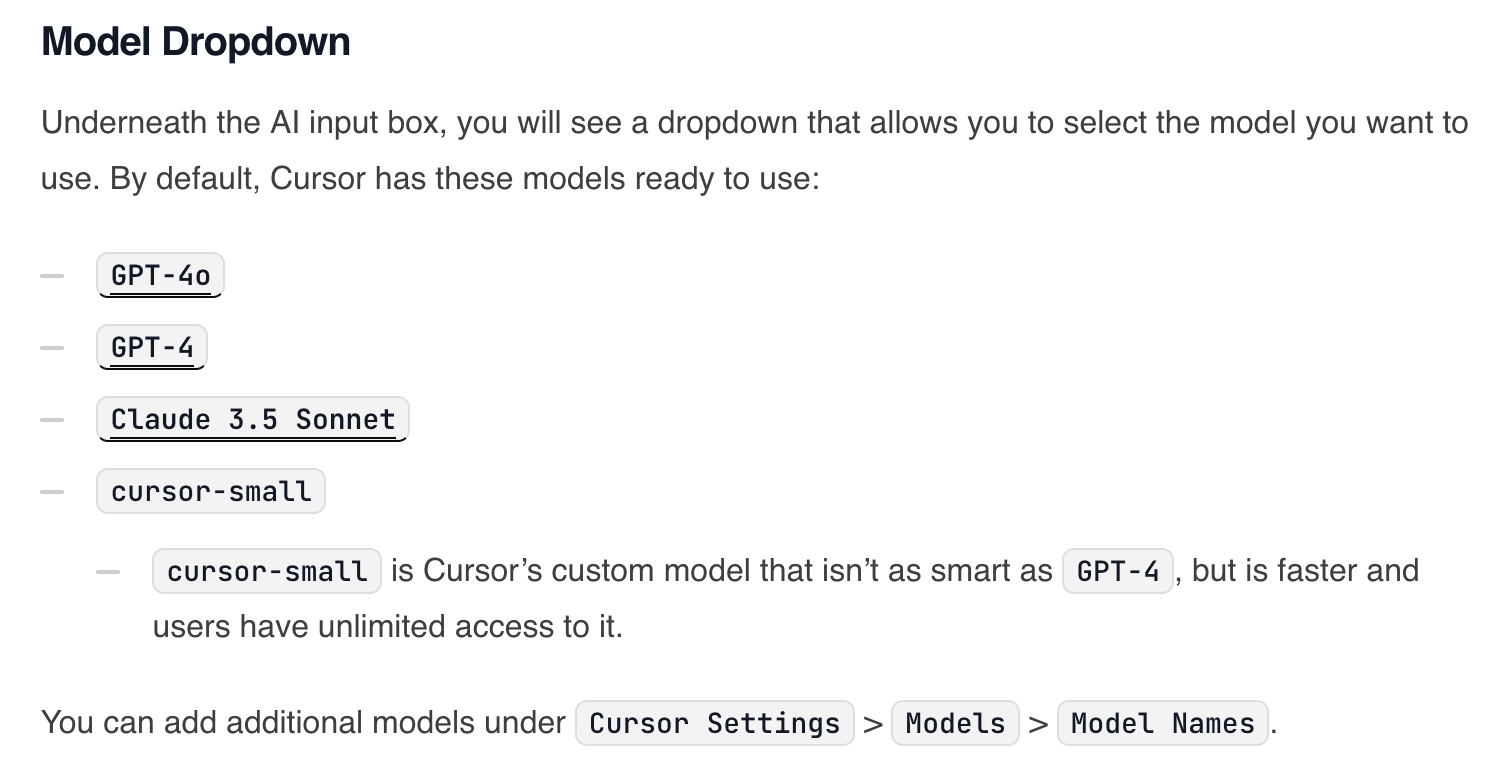 Model Dropdown
Underneath the AI input box, you will see a dropdown that allows you to select the model you want to
use. By default, Cursor has these models ready to use:
— GPT-4o
— GPT-4
— Claude 3.5 Sonnet
— cursor-small
— cursor-small is Cursor’s custom model that isn’t as smart as GPT-4, but is faster and
users have unlimited access to it.
You can add additional models under Cursor Settings > Models > Model Names.